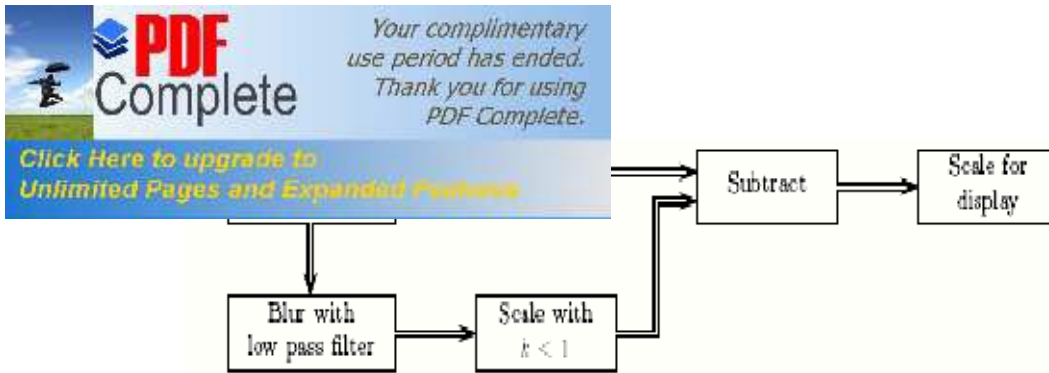 PDF
Complete
Your complimentary
use period has ended.
Thank you for using
PDF Complete.
Click Here to upgrade to
Unlimited Pages and Expanded Features
Subtract
Scale for
display
Blur with
low pass filter
Scale with
k < 1